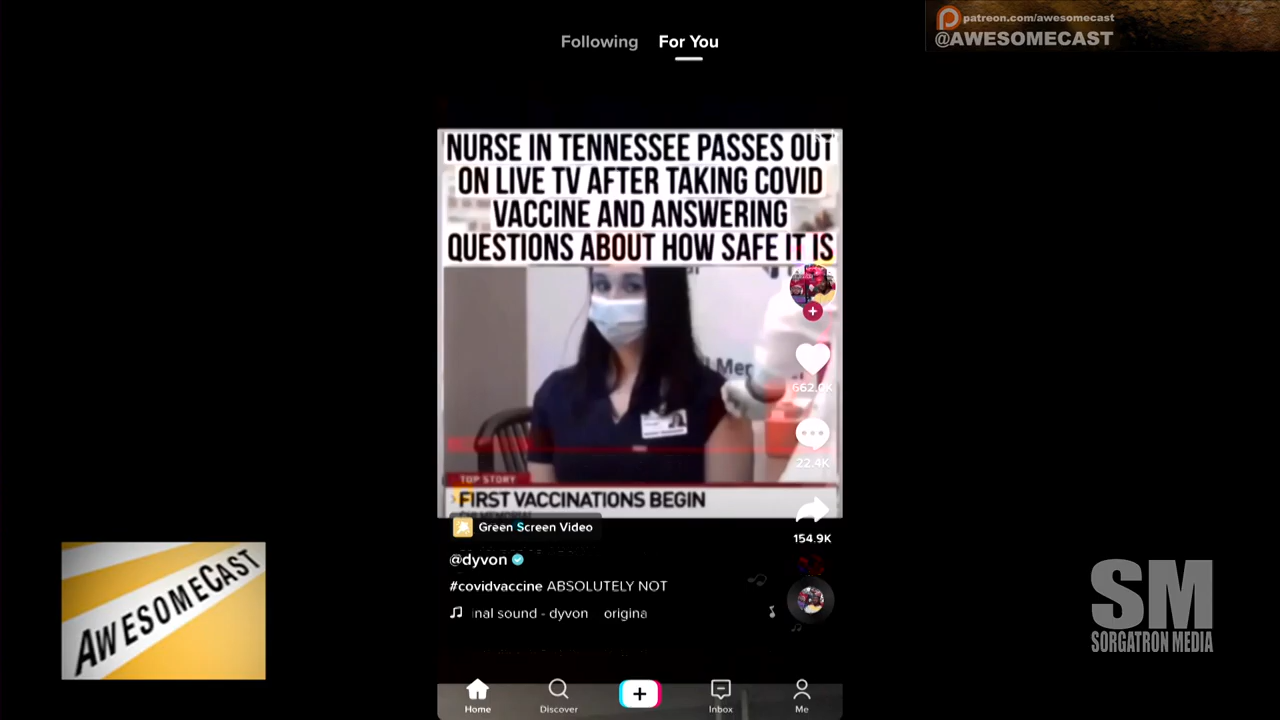 patreon.com/awesomecast
@AWESOMECAST
Following For You
NURSE IN TENNESSEE PASSES OUT
ON LIVE TV AFTER TAKING COVID
VACCINE AND ANSWERING
QUESTIONS ABOUT HOW SAFE IT IS
TOP STORY
FIRST VACCINATIONS BEGIN
22.4K
154.9K
Green Screen Video
@dyvon
#covidvaccine ABSOLUTELY NOT
inal sound - dyvon origina
Home Discover Inbox Me
AWESOMECAST
SM
SORGATRON MEDIA